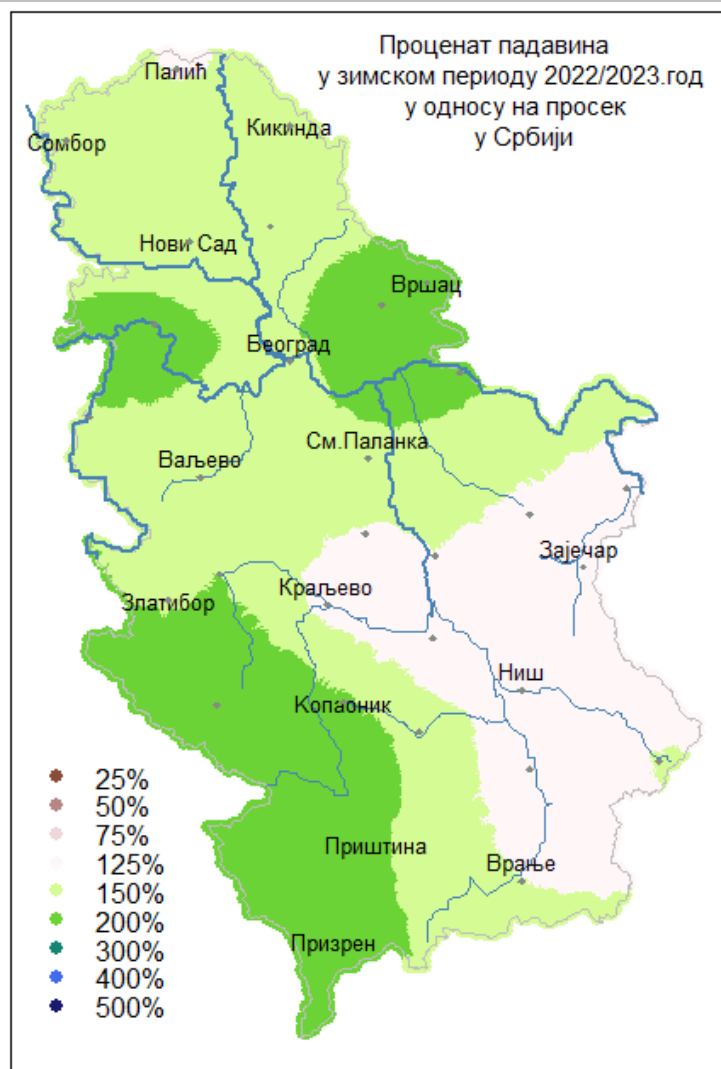 Проценат падавина
у зимском периоду 2022/2023.год
у односу на просек
у Србији
Палић
Кикинда
Сомбор
Нови Сад
Вршац
Београд
См.Паланка
Ваљево
Зајечар
Краљево
Златибор
Ниш
Копаоник
Приштина
Врање
Призрен
25%
50%
75%
125%
150%
200%
300%
400%
500%